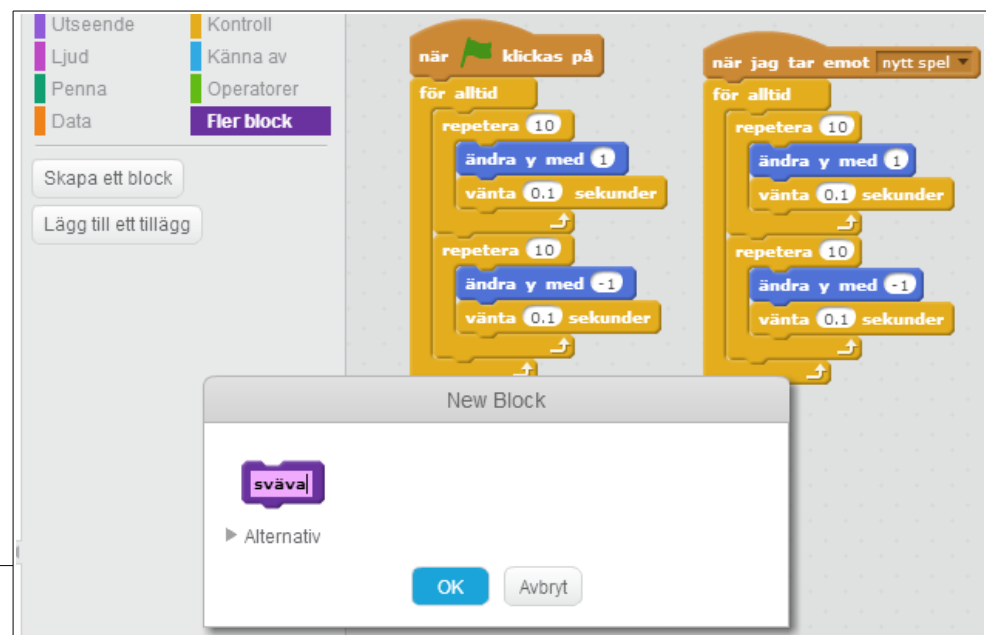 Utseende
Kontroll
Ljud
Känna av
Penna
Operatorer
Data
Fler block
Skapa ett block
Lägg till ett tillägg
när klickas på
för alltid
repetera 10
ändra y med 1
vänta 0.1 sekunder
repetera 10
ändra y med -1
vänta 0.1 sekunder
när jag tar emot nytt spel
för alltid
repetera 10
ändra y med 1
vänta 0.1 sekunder
repetera 10
ändra y med -1
vänta 0.1 sekunder
New Block
sväva
Alternativ
OK
Avbryt